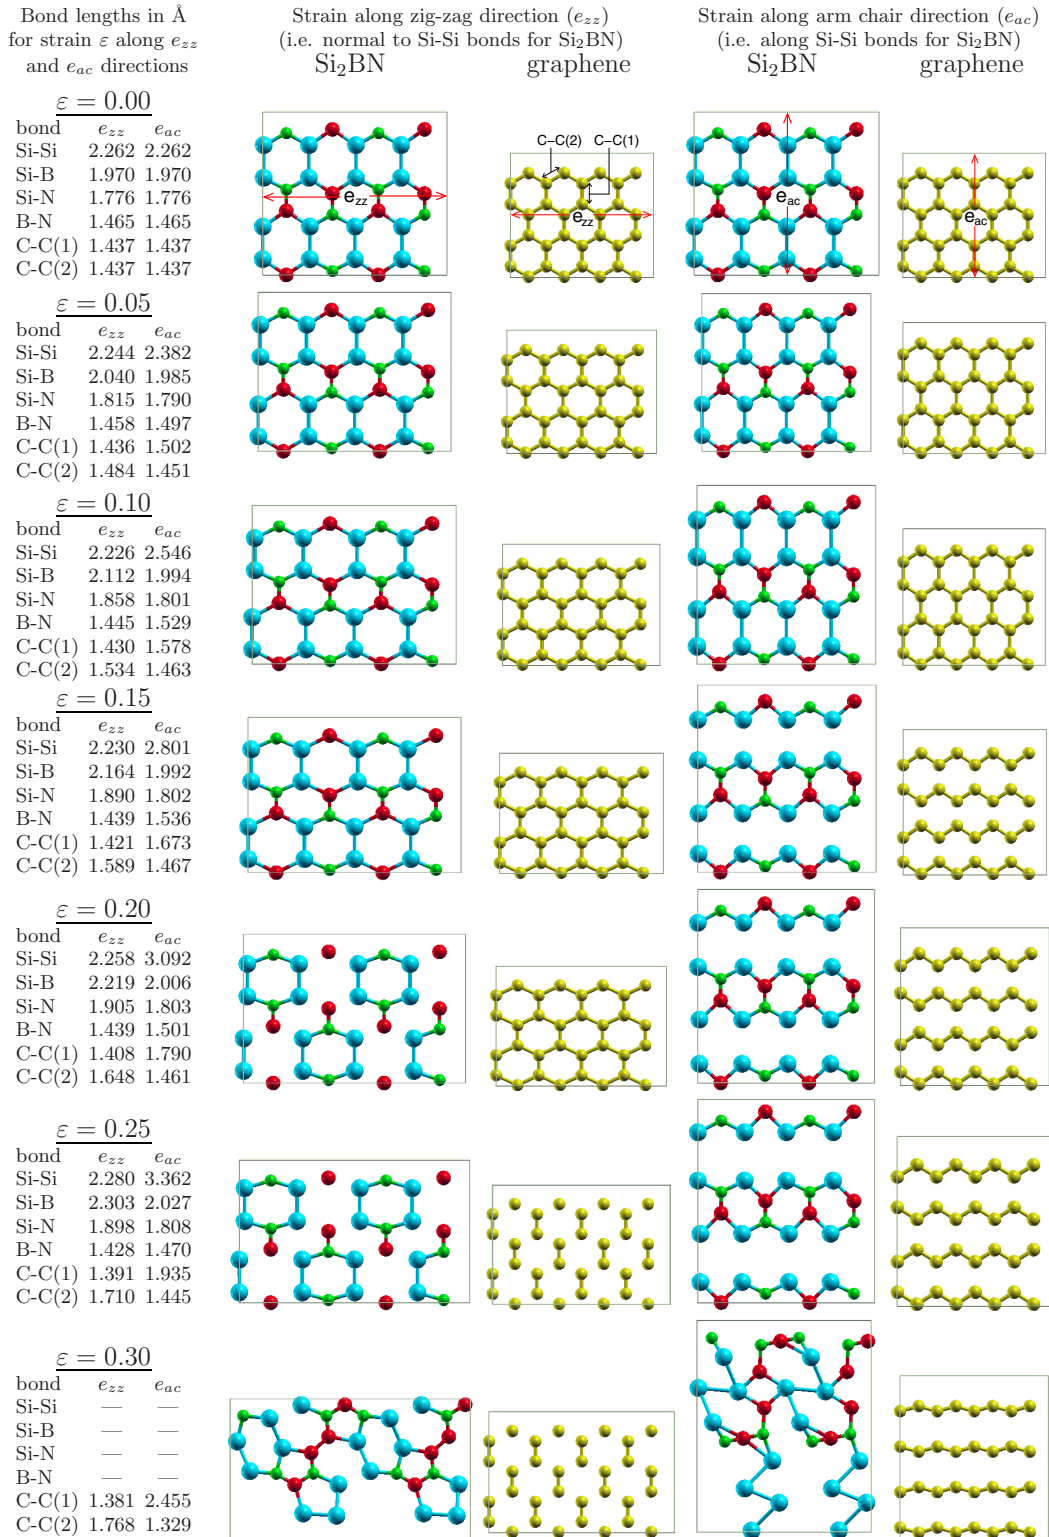 Bond lengths in Å
for strain ε along e_zz
and e_ac directions
Strain along zig-zag direction (e_zz)
(i.e. normal to Si-Si bonds for Si₂BN)
Si₂BN graphene
Strain along arm chair direction (e_ac)
(i.e. along Si-Si bonds for Si₂BN)
Si₂BN graphene
ε = 0.00
bond e_zz e_ac
Si-Si 2.262 2.262
Si-B 1.970 1.970
Si-N 1.776 1.776
B-N 1.465 1.465
C-C(1) 1.437 1.437
C-C(2) 1.437 1.437
e_zz
C–C(2) C–C(1)
e_zz
e_ac
e_ac
ε = 0.05
bond e_zz e_ac
Si-Si 2.244 2.382
Si-B 2.040 1.985
Si-N 1.815 1.790
B-N 1.458 1.497
C-C(1) 1.436 1.502
C-C(2) 1.484 1.451
ε = 0.10
bond e_zz e_ac
Si-Si 2.226 2.546
Si-B 2.112 1.994
Si-N 1.858 1.801
B-N 1.445 1.529
C-C(1) 1.430 1.578
C-C(2) 1.534 1.463
ε = 0.15
bond e_zz e_ac
Si-Si 2.230 2.801
Si-B 2.164 1.992
Si-N 1.890 1.802
B-N 1.439 1.536
C-C(1) 1.421 1.673
C-C(2) 1.589 1.467
ε = 0.20
bond e_zz e_ac
Si-Si 2.258 3.092
Si-B 2.219 2.006
Si-N 1.905 1.803
B-N 1.439 1.501
C-C(1) 1.408 1.790
C-C(2) 1.648 1.461
ε = 0.25
bond e_zz e_ac
Si-Si 2.280 3.362
Si-B 2.303 2.027
Si-N 1.898 1.808
B-N 1.428 1.470
C-C(1) 1.391 1.935
C-C(2) 1.710 1.445
ε = 0.30
bond e_zz e_ac
Si-Si — —
Si-B — —
Si-N — —
B-N — —
C-C(1) 1.381 2.455
C-C(2) 1.768 1.329